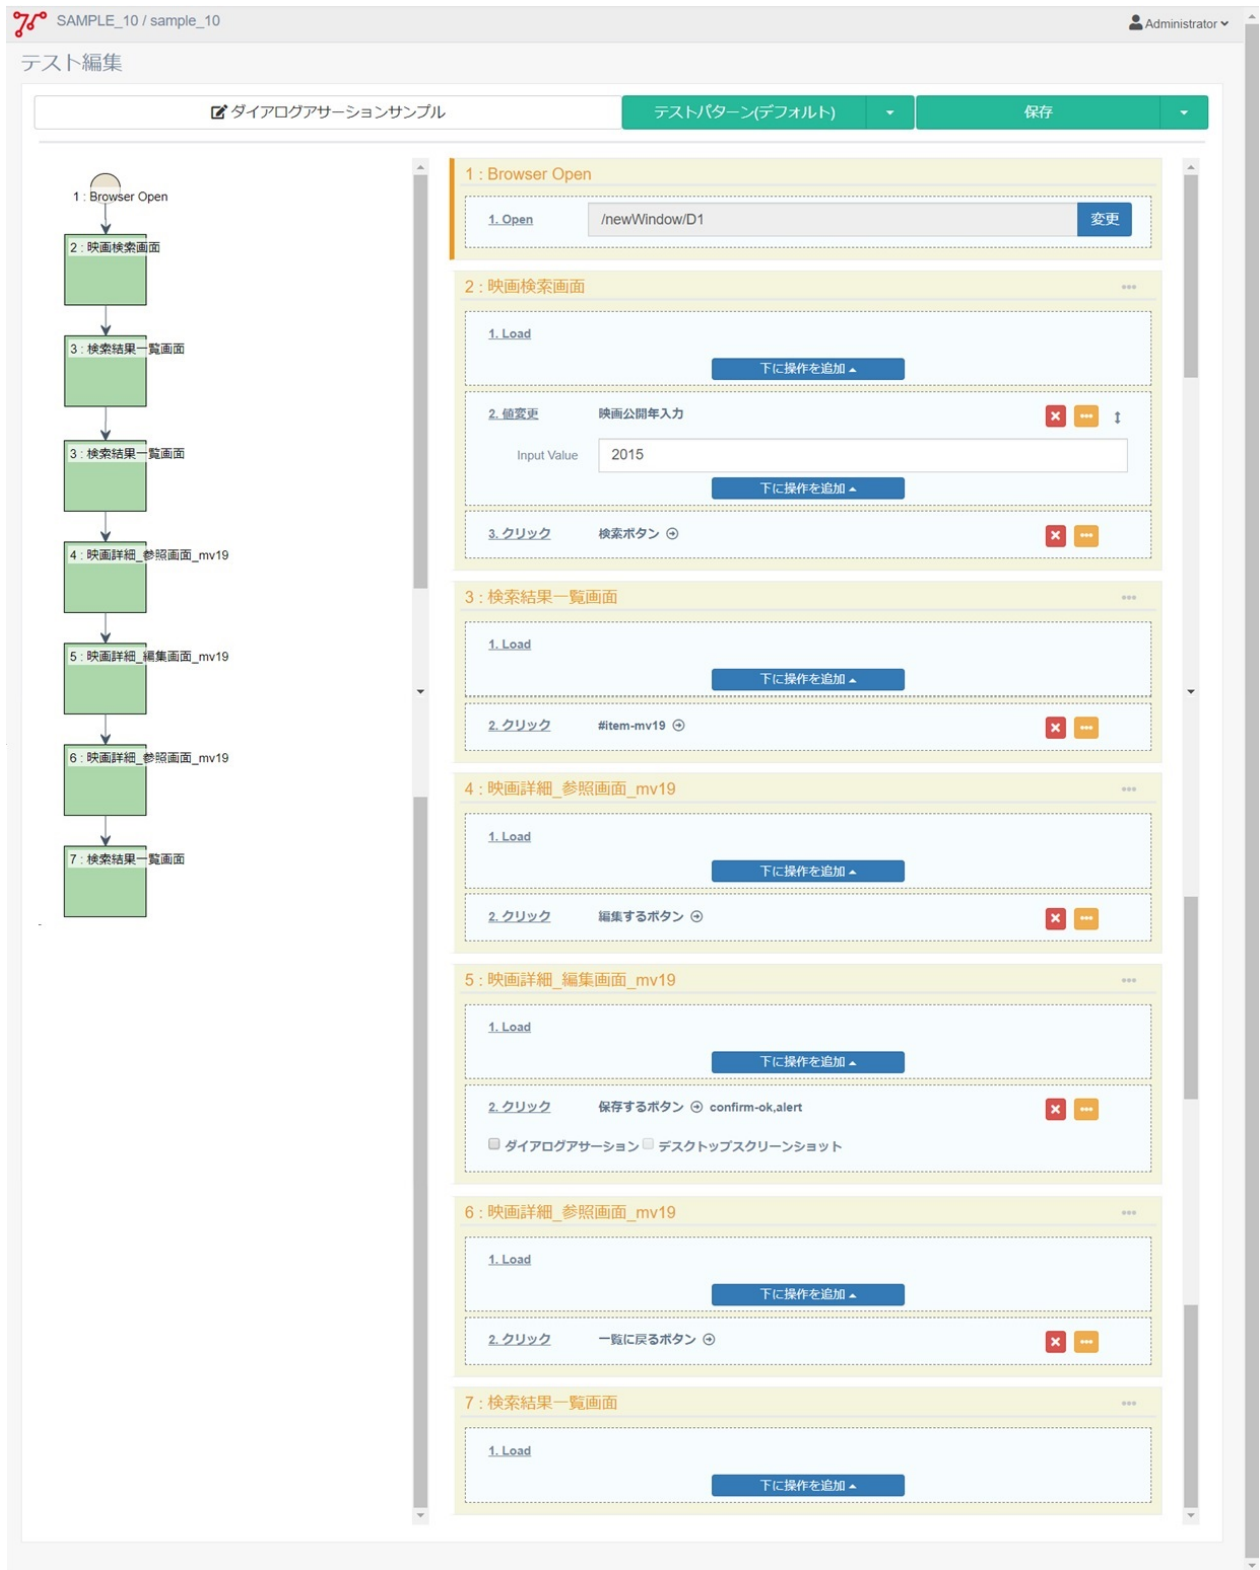 SAMPLE_10 / sample_10
Administrator
テスト編集
ダイアログアサーションサンプル
テストパターン(デフォルト)
保存
1 : Browser Open
2 : 映画検索画面
3 : 検索結果一覧画面
3 : 検索結果一覧画面
4 : 映画詳細_参照画面_mv19
5 : 映画詳細_編集画面_mv19
6 : 映画詳細_参照画面_mv19
7 : 検索結果一覧画面
1 : Browser Open
1. Open
/newWindow/D1
変更
2 : 映画検索画面
1. Load
下に操作を追加
2. 値変更
映画公開年入力
Input Value
2015
下に操作を追加
3. クリック
検索ボタン
3 : 検索結果一覧画面
1. Load
下に操作を追加
2. クリック
#item-mv19
4 : 映画詳細_参照画面_mv19
1. Load
下に操作を追加
2. クリック
編集するボタン
5 : 映画詳細_編集画面_mv19
1. Load
下に操作を追加
2. クリック
保存するボタン confirm-ok,alert
ダイアログアサーション デスクトップスクリーンショット
6 : 映画詳細_参照画面_mv19
1. Load
下に操作を追加
2. クリック
一覧に戻るボタン
7 : 検索結果一覧画面
1. Load
下に操作を追加